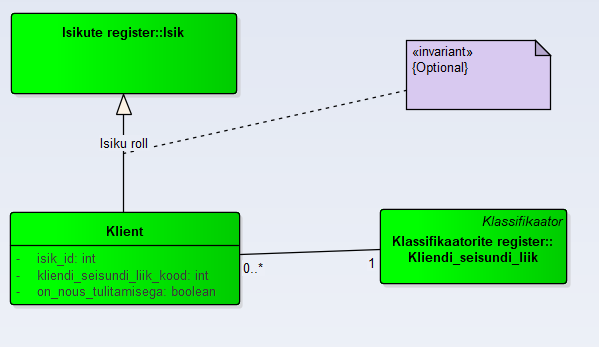 Isikute register::Isik
«invariant»
{Optional}
Isiku roll
Klient
- isik_id: int
- kliendi_seisundi_liik_kood: int
- on_nous_tulitamisega: boolean
0..*
1
Klassifikaator
Klassifikaatorite register::
Kliendi_seisundi_liik